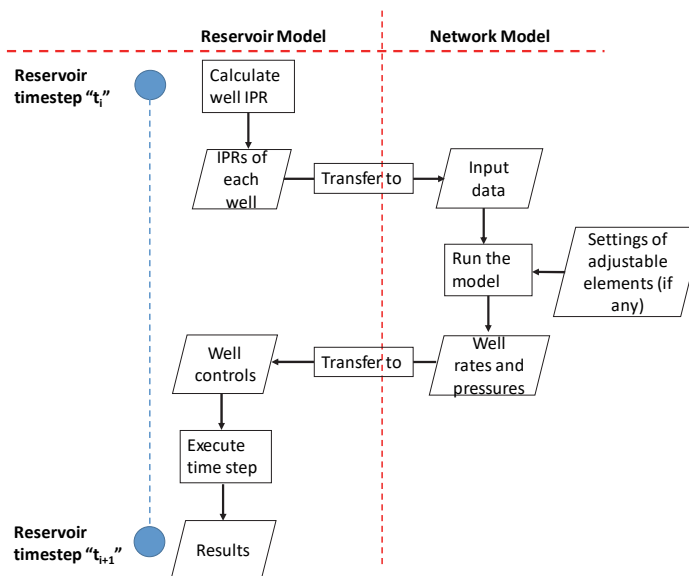 Reservoir Model
Network Model
Reservoir
timestep “ti”
Calculate
well IPR
IPRs of
each
well
Transfer to
Input
data
Run the
model
Settings of
adjustable
elements (if
any)
Well
rates and
pressures
Transfer to
Well
controls
Execute
time step
Reservoir
timestep “ti+1”
Results